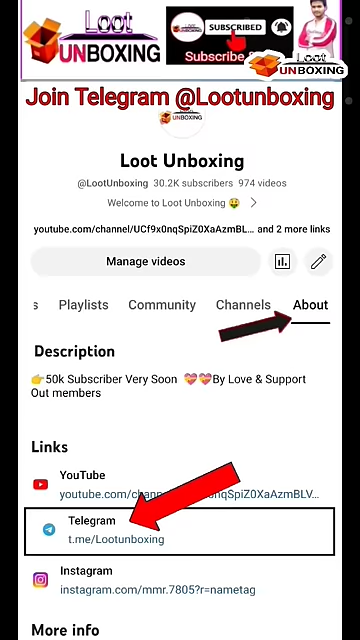 Loot
UNBOXING
SUBSCRIBED
Subscribe
Loot
UNBOXING
Join Telegram @Lootunboxing
Loot
UNBOXING
Loot Unboxing
@LootUnboxing 30.2K subscribers 974 videos
Welcome to Loot Unboxing 🤑 >
youtube.com/channel/UCf9x0nqSpiZ0XaAzmBL... and 2 more links
Manage videos
s Playlists Community Channels About
Description
👉50k Subscriber Very Soon 💝💝By Love & Support
Out members
Links
YouTube
youtube.com/chann 0nqSpiZ0XaAzmBLV...
Telegram
t.me/Lootunboxing
Instagram
instagram.com/mmr.7805?r=nametag
More info